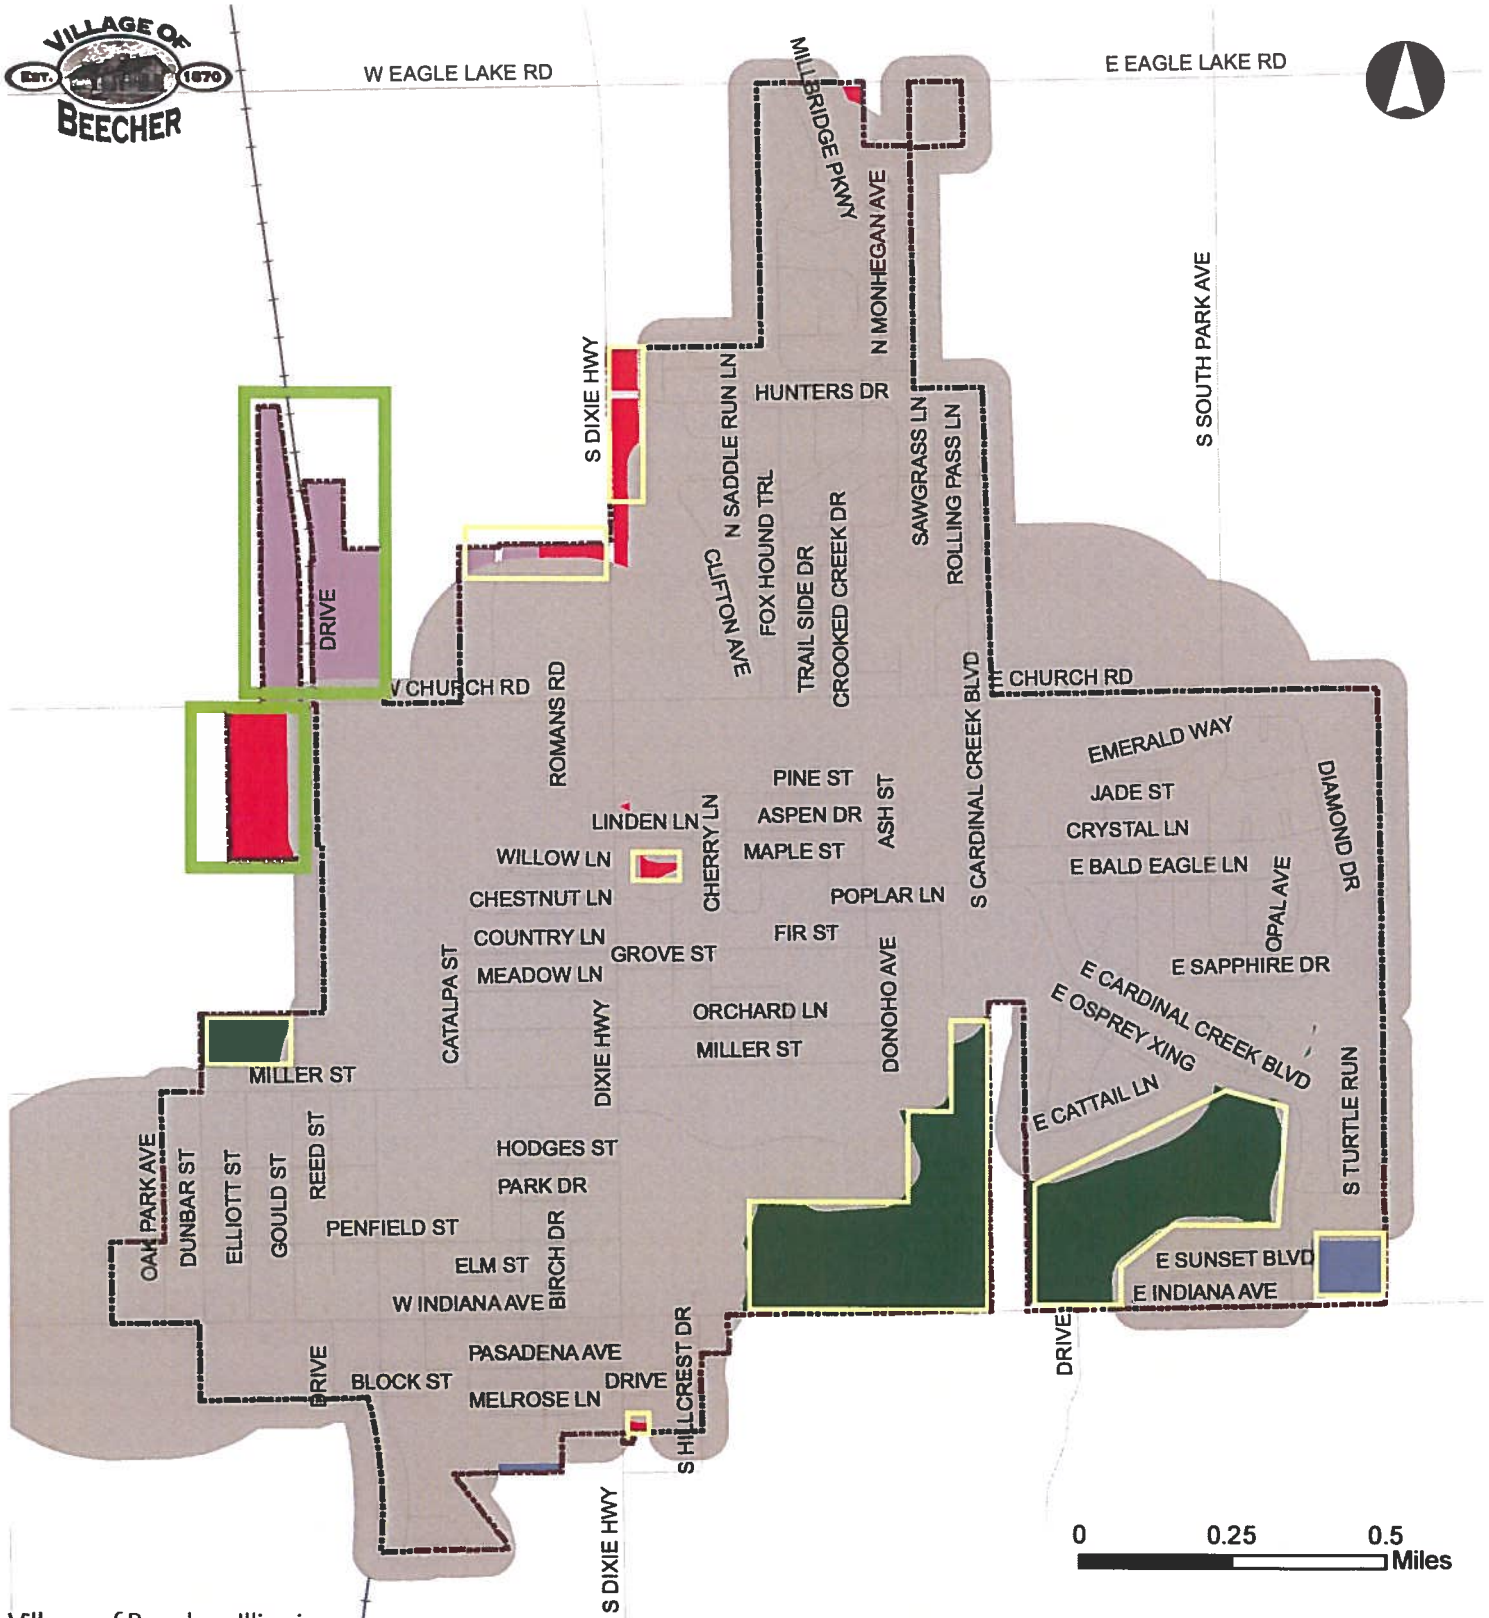 VILLAGE OF
EST.
1870
BEECHER
W EAGLE LAKE RD
E EAGLE LAKE RD
MILLBRIDGE PKWY
N MONHEGAN AVE
S SOUTH PARK AVE
S DIXIE HWY
N SADDLE RUN LN
HUNTERS DR
SAWGRASS LN
ROLLING PASS LN
FOX HOUND TRL
CROOKED CREEK DR
TRAIL SIDE DR
CLIFTON AVE
DRIVE
W CHURCH RD
E CHURCH RD
ROMANS RD
S CARDINAL CREEK BLVD
EMERALD WAY
PINE ST
JADE ST
DIAMOND DR
LINDEN LN
CHERRY LN
ASPEN DR
ASH ST
CRYSTAL LN
WILLOW LN
MAPLE ST
E BALD EAGLE LN
CHESTNUT LN
POPLAR LN
OPAL AVE
COUNTRY LN
FIR ST
GROVE ST
MEADOW LN
E SAPPHIRE DR
CATALPA ST
DIXIE HWY
ORCHARD LN
DONOHO AVE
E CARDINAL CREEK BLVD
E OSPREY XING
MILLER ST
MILLER ST
E CATTAIL LN
S TURTLE RUN
OAK PARK AVE
DUNBAR ST
ELLIOTT ST
GOULD ST
REED ST
HODGES ST
PARK DR
PENFIELD ST
ELM ST
BIRCH DR
E SUNSET BLVD
W INDIANA AVE
E INDIANA AVE
DRIVE
PASADENA AVE
DRIVE
BLOCK ST
DRIVE
MELROSE LN
S HILLCREST DR
S DIXIE HWY
0 0.25 0.5
Miles